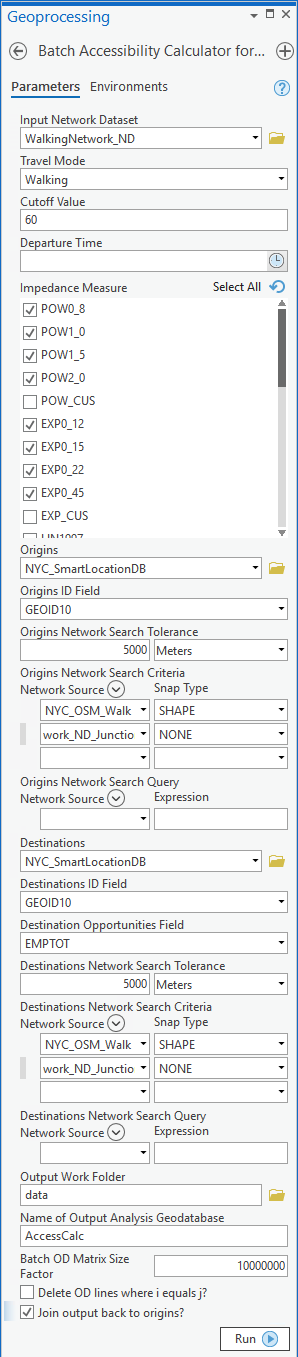 Geoprocessing
Batch Accessibility Calculator for...
Parameters Environments
Input Network Dataset
WalkingNetwork_ND
Travel Mode
Walking
Cutoff Value
60
Departure Time
Impedance Measure Select All
POW0_8
POW1_0
POW1_5
POW2_0
POW_CUS
EXP0_12
EXP0_15
EXP0_22
EXP0_45
EXP_CUS
Origins
NYC_SmartLocationDB
Origins ID Field
GEOID10
Origins Network Search Tolerance
5000 Meters
Origins Network Search Criteria
Network Source Snap Type
NYC_OSM_Walk SHAPE
work_ND_Junctio NONE
Origins Network Search Query
Network Source Expression
Destinations
NYC_SmartLocationDB
Destinations ID Field
GEOID10
Destination Opportunities Field
EMPTOT
Destinations Network Search Tolerance
5000 Meters
Destinations Network Search Criteria
Network Source Snap Type
NYC_OSM_Walk SHAPE
work_ND_Junctio NONE
Destinations Network Search Query
Network Source Expression
Output Work Folder
data
Name of Output Analysis Geodatabase
AccessCalc
Batch OD Matrix Size
Factor 10000000
Delete OD lines where i equals j?
Join output back to origins?
Run